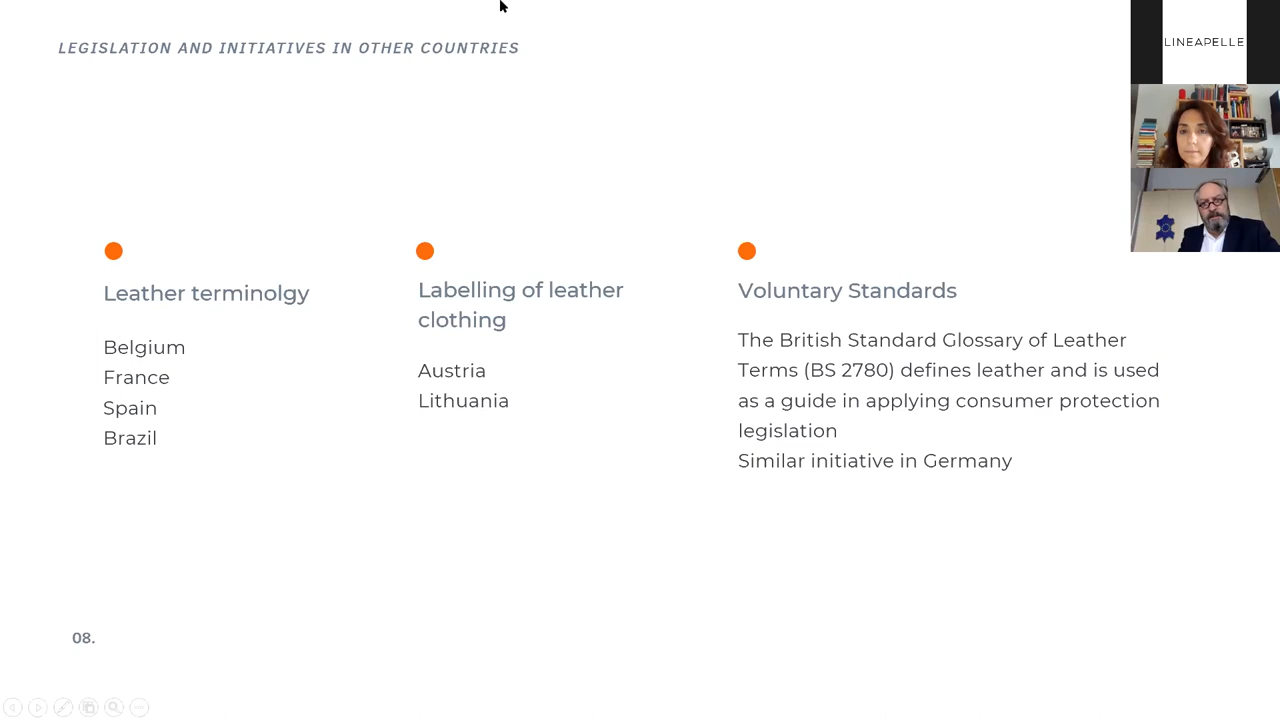 LEGISLATION AND INITIATIVES IN OTHER COUNTRIES
LINEAPELLE
Leather terminolgy
Belgium
France
Spain
Brazil
Labelling of leather
clothing
Austria
Lithuania
Voluntary Standards
The British Standard Glossary of Leather
Terms (BS 2780) defines leather and is used
as a guide in applying consumer protection
legislation
Similar initiative in Germany
08.